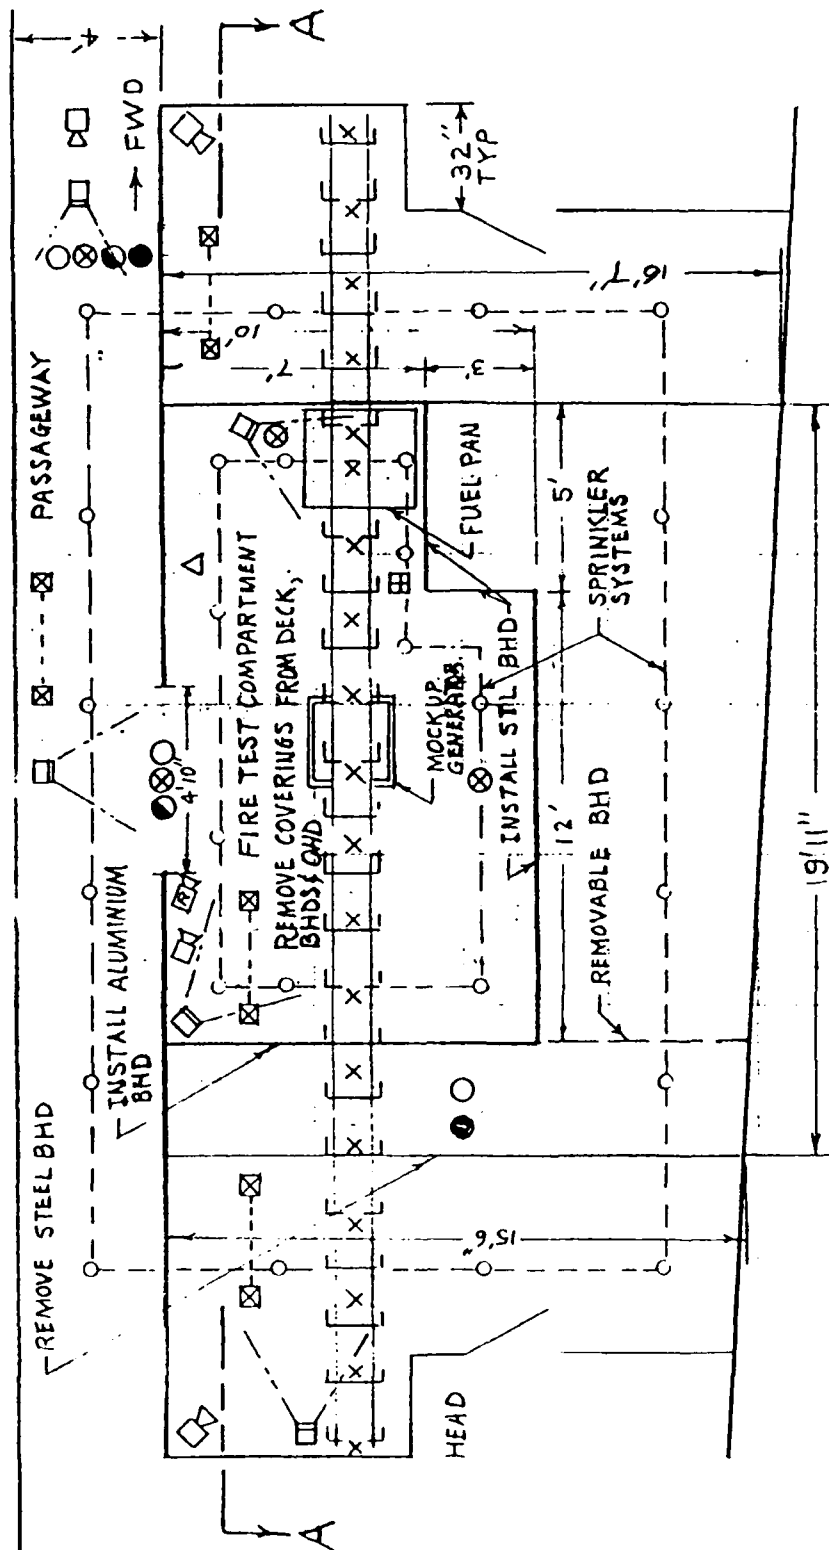 A
4'
→ FWD
32"
TYP
PASSAGEWAY
16'7"
10'
7'
3'
FUEL PAN
5'
SPRINKLER
SYSTEMS
FIRE TEST COMPARTMENT
REMOVE COVERINGS FROM DECK,
BHDS & OHD
MOCK UP
GENERATOR.
INSTALL STL BHD
4'10"
12'
REMOVABLE BHD
19'11"
INSTALL ALUMINIUM
BHD
REMOVE STEEL BHD
15'6"
HEAD
A